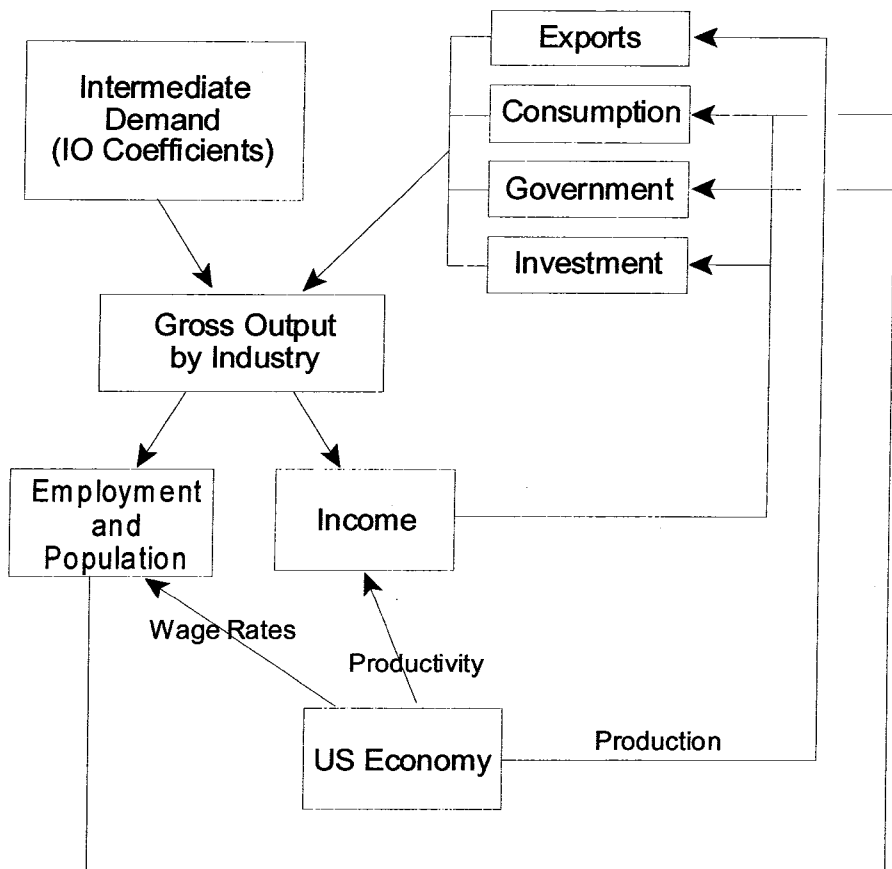 Intermediate
Demand
(IO Coefficients)
Exports
Consumption
Government
Investment
Gross Output
by Industry
Employment
and
Population
Income
Wage Rates
Productivity
US Economy
Production